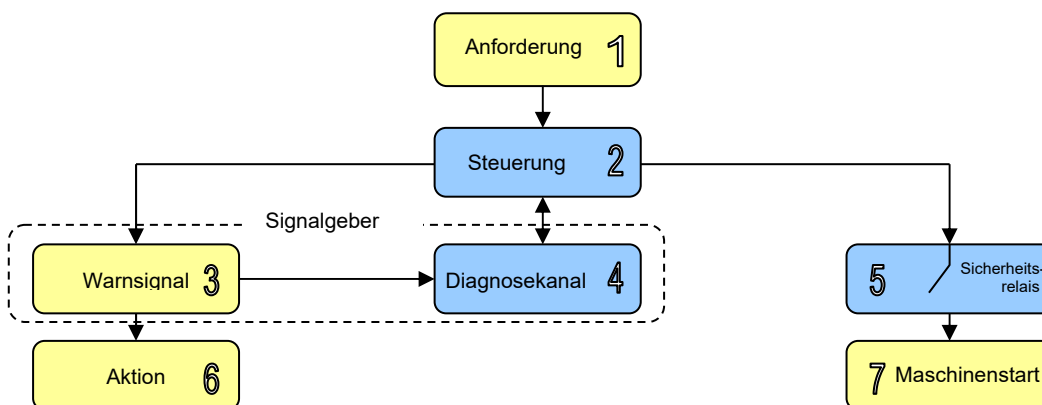 Anforderung 1
Steuerung 2
Signalgeber
Warnsignal 3
Diagnosekanal 4
5 Sicherheits-
relais
Aktion 6
7 Maschinenstart